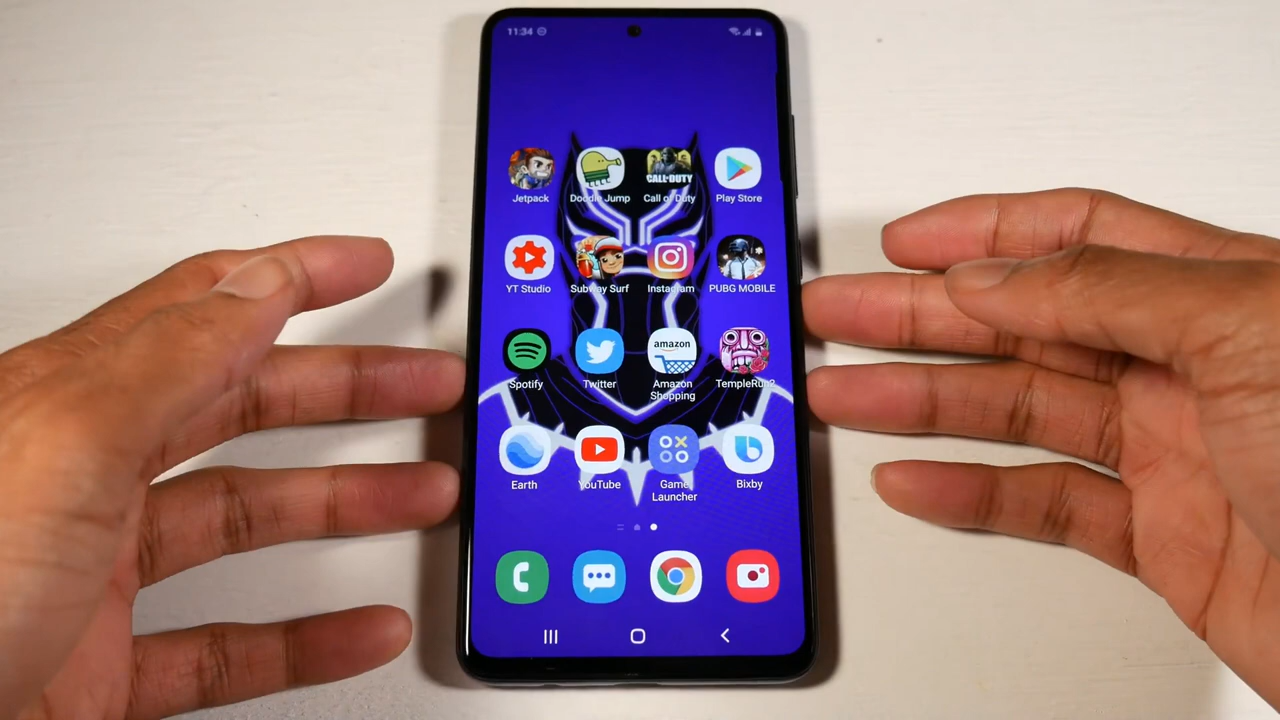 11:34
Jetpack
Doodle Jump
CALL OF DUTY
Call of Duty
Play Store
YT Studio
Subway Surf
Instagram
PUBG MOBILE
Spotify
Twitter
amazon
Amazon
Shopping
TempleRun2
Earth
YouTube
Game
Launcher
Bixby